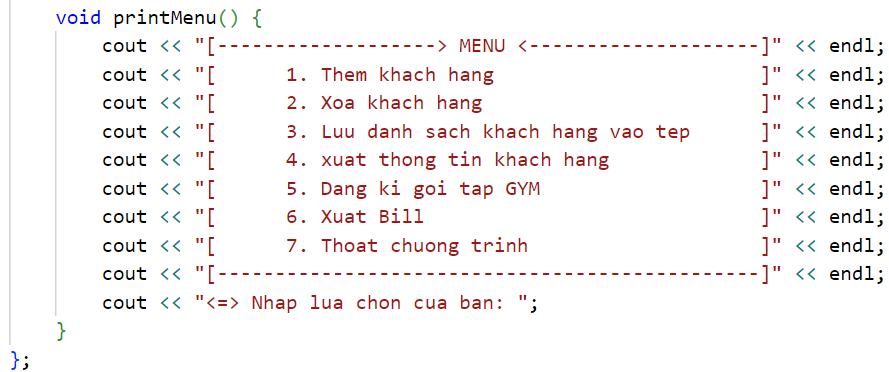 void printMenu() {
cout << "[-------------------> MENU <--------------------]" << endl;
cout << "[      1. Them khach hang                       ]" << endl;
cout << "[      2. Xoa khach hang                        ]" << endl;
cout << "[      3. Luu danh sach khach hang vao tep      ]" << endl;
cout << "[      4. xuat thong tin khach hang             ]" << endl;
cout << "[      5. Dang ki goi tap GYM                   ]" << endl;
cout << "[      6. Xuat Bill                             ]" << endl;
cout << "[      7. Thoat chuong trinh                    ]" << endl;
cout << "[-----------------------------------------------]" << endl;
cout << "<=> Nhap lua chon cua ban: ";
}
};